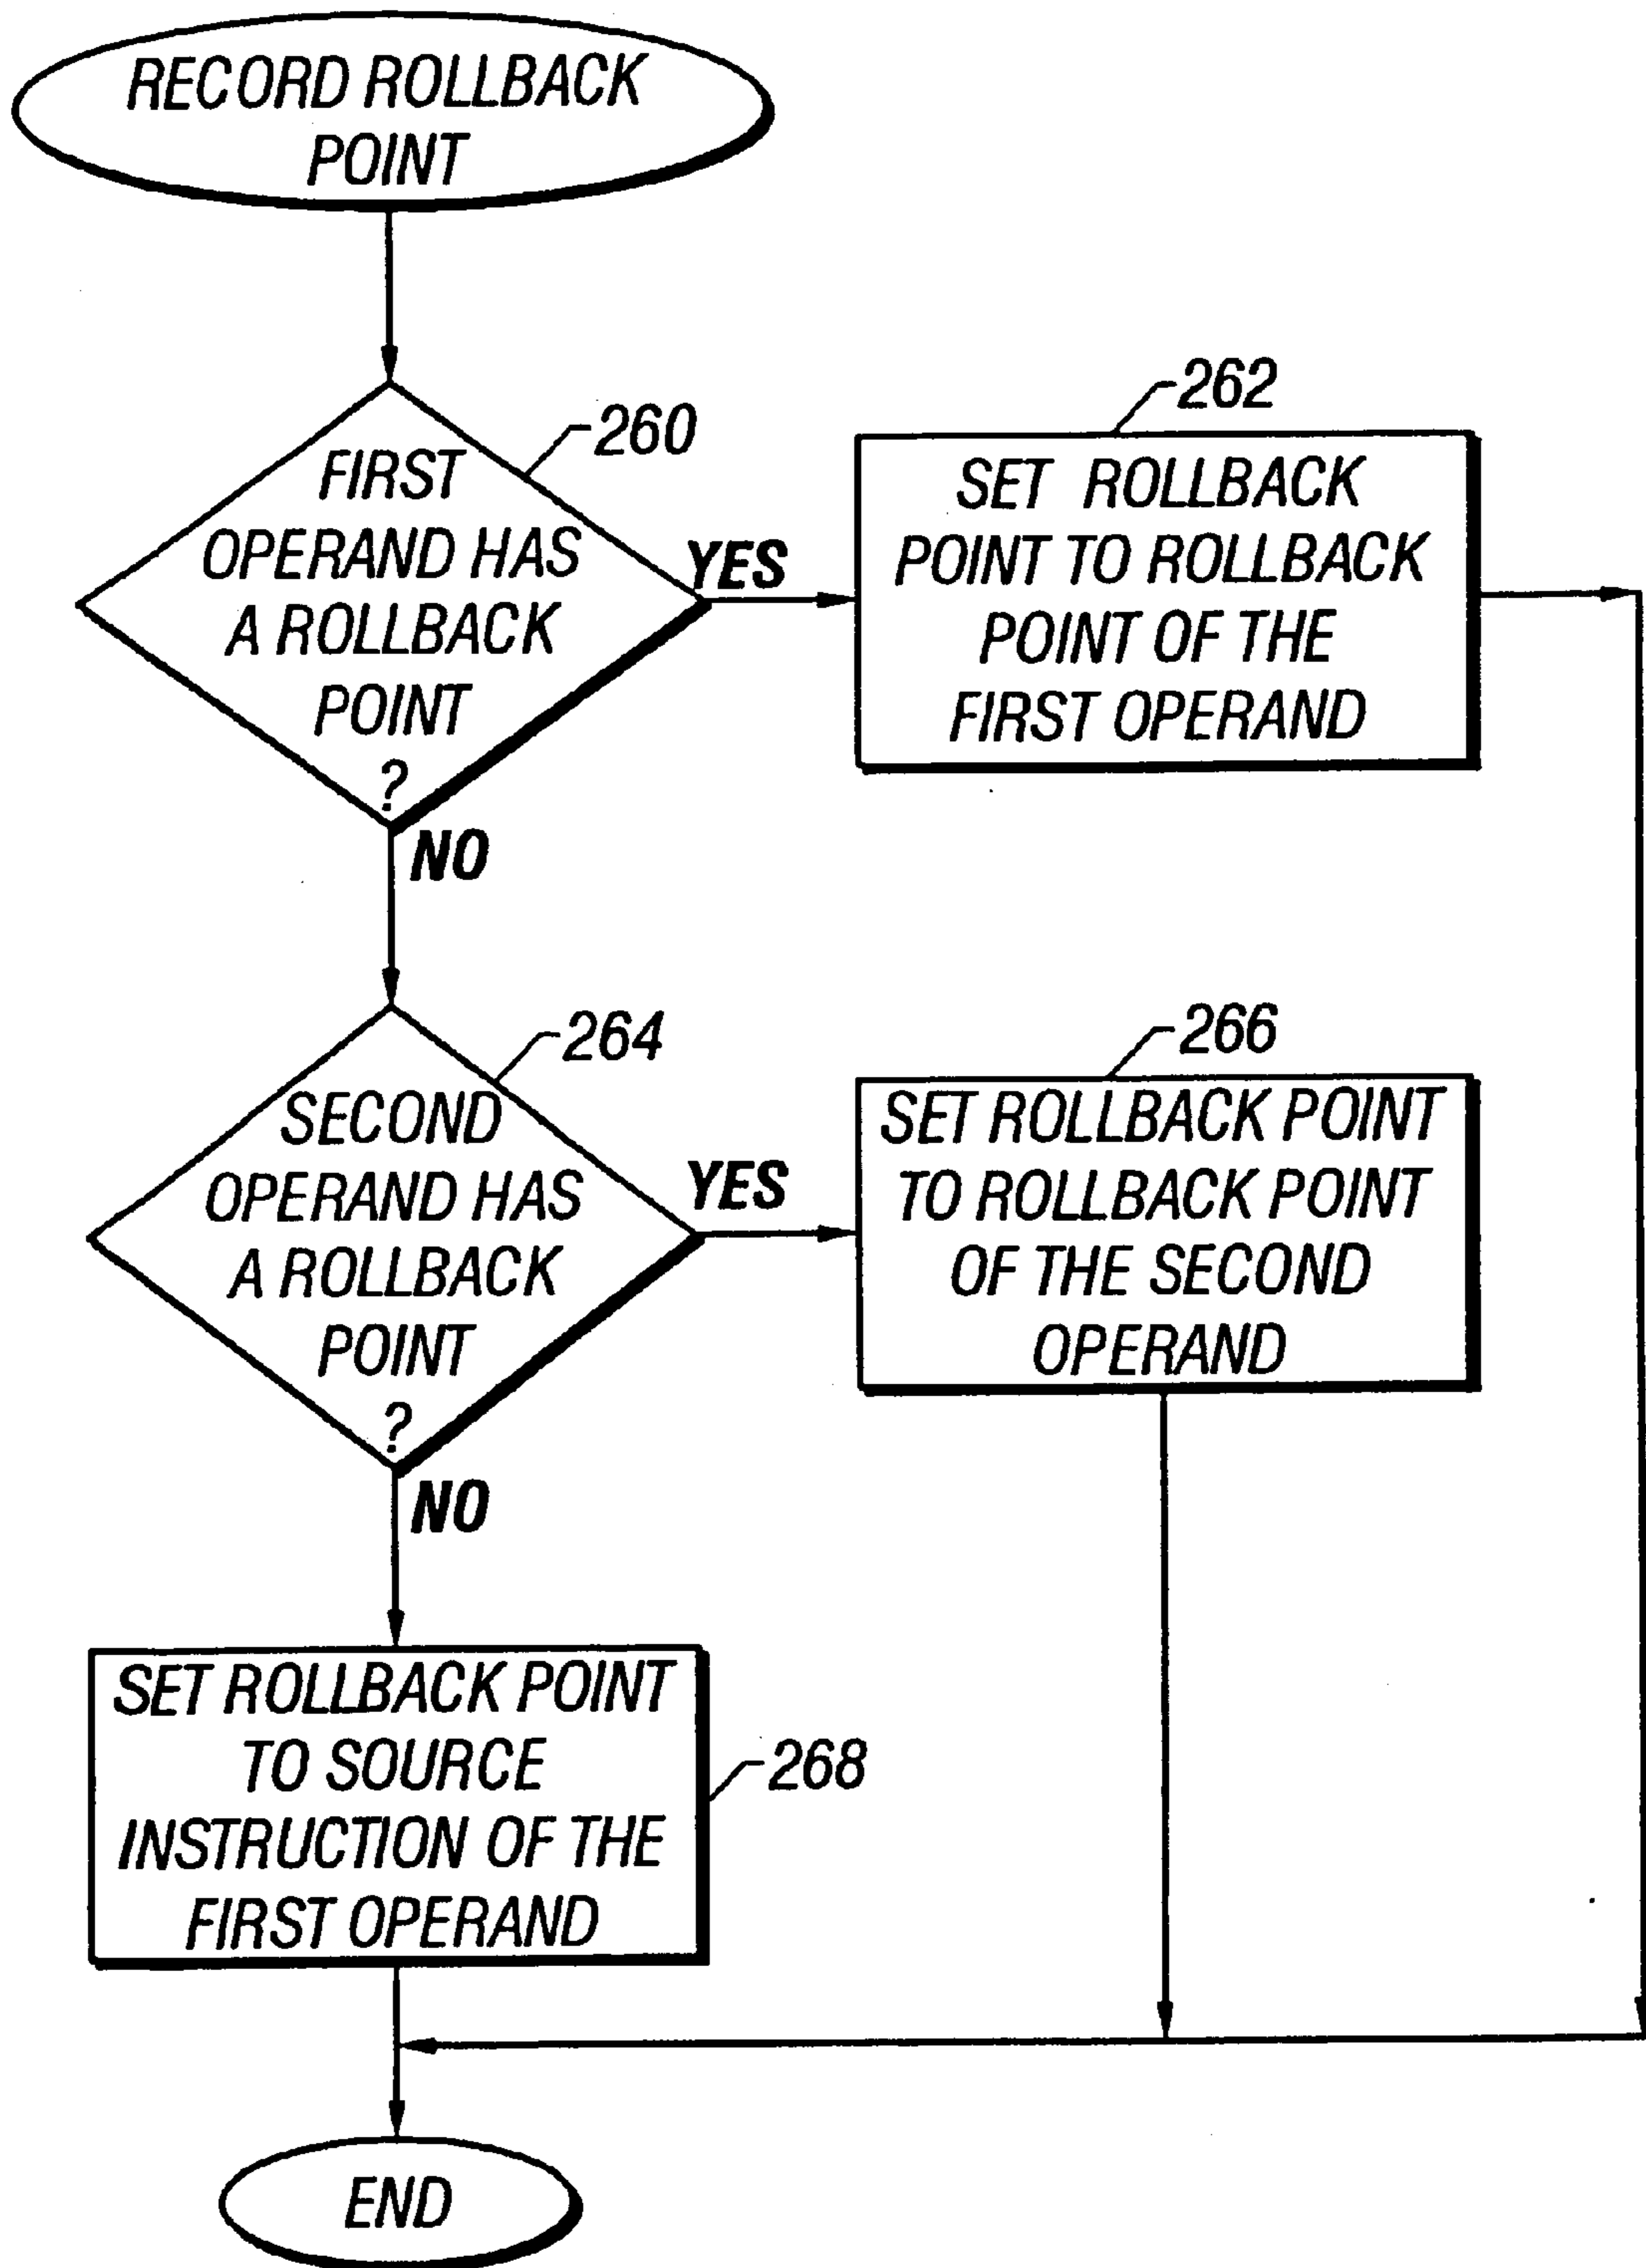 RECORD ROLLBACK
POINT
260
FIRST
OPERAND HAS
A ROLLBACK
POINT
?
YES
NO
262
SET ROLLBACK
POINT TO ROLLBACK
POINT OF THE
FIRST OPERAND
264
SECOND
OPERAND HAS
A ROLLBACK
POINT
?
YES
NO
266
SET ROLLBACK POINT
TO ROLLBACK POINT
OF THE SECOND
OPERAND
SET ROLLBACK POINT
TO SOURCE
INSTRUCTION OF THE
FIRST OPERAND
268
END